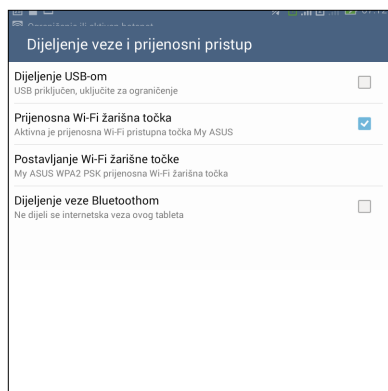 Dijeljenje veze i prijenosni pristup
Dijeljenje USB-om
USB priključen, uključite za ograničenje
Prijenosna Wi-Fi žarišna točka
Aktivna je prijenosna Wi-Fi pristupna točka My ASUS
Postavljanje Wi-Fi žarišne točke
My ASUS WPA2 PSK prijenosna Wi-Fi žarišna točka
Dijeljenje veze Bluetoothom
Ne dijeli se internetska veza ovog tableta